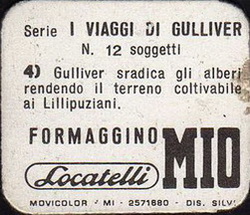 Serie I VIAGGI DI GULLIVER
N. 12 soggetti
4) Gulliver sradica gli alberi
rendendo il terreno coltivabile
ai Lillipuziani.
FORMAGGINO
MIO
Locatelli
MOVICOLOR - MI - 2571680 - DIS. SILV.